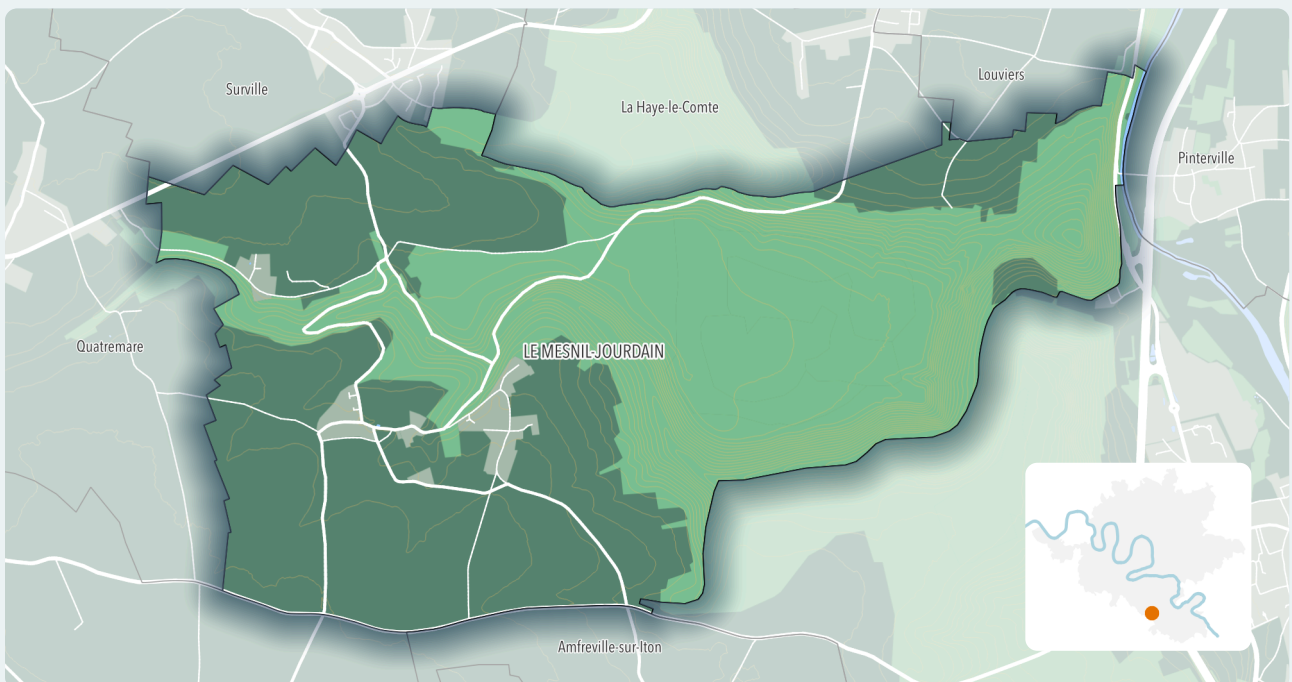 Louviers
Surville
La Haye-le-Comte
Pinterville
Quatremare
LE MESNIL-JOURDAIN
Amfreville-sur-Iton